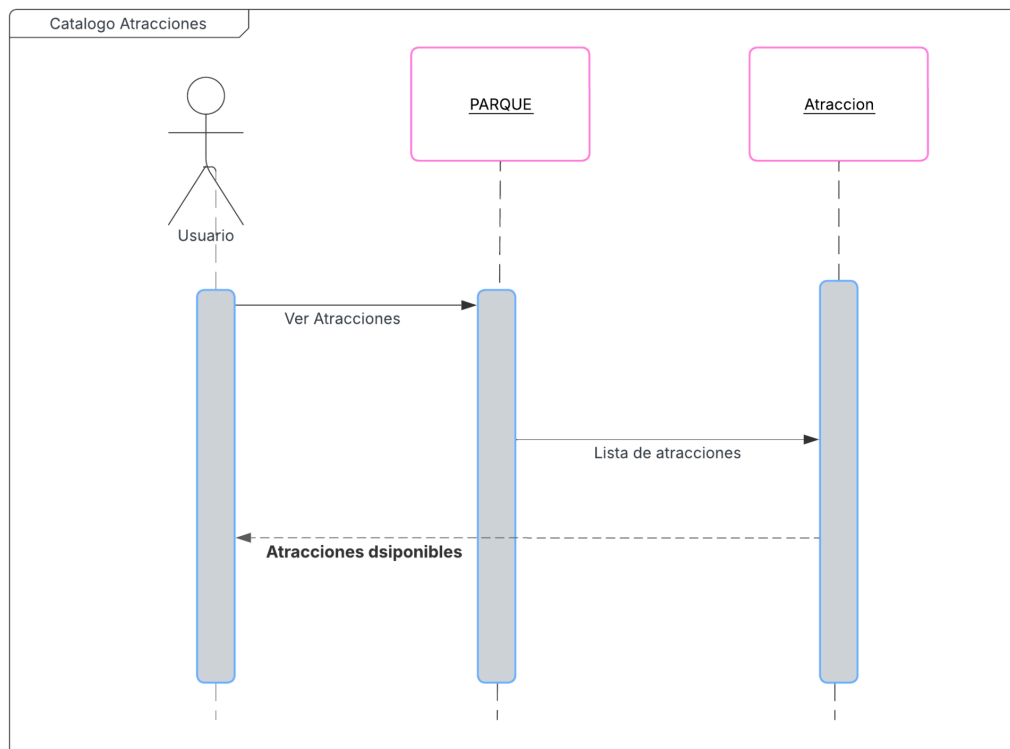 Catalogo Atracciones
PARQUE
Atraccion
Usuario
Ver Atracciones
Lista de atracciones
Atracciones dsiponibles